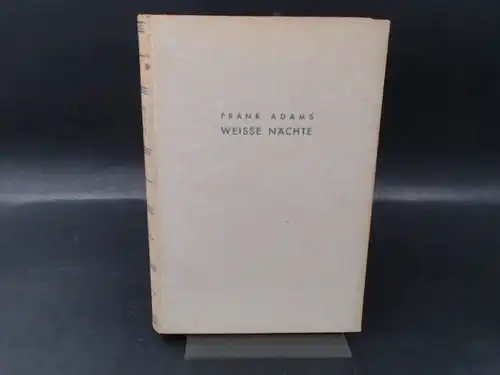 FRANK ADAMS
WEISSE NÄCHTE